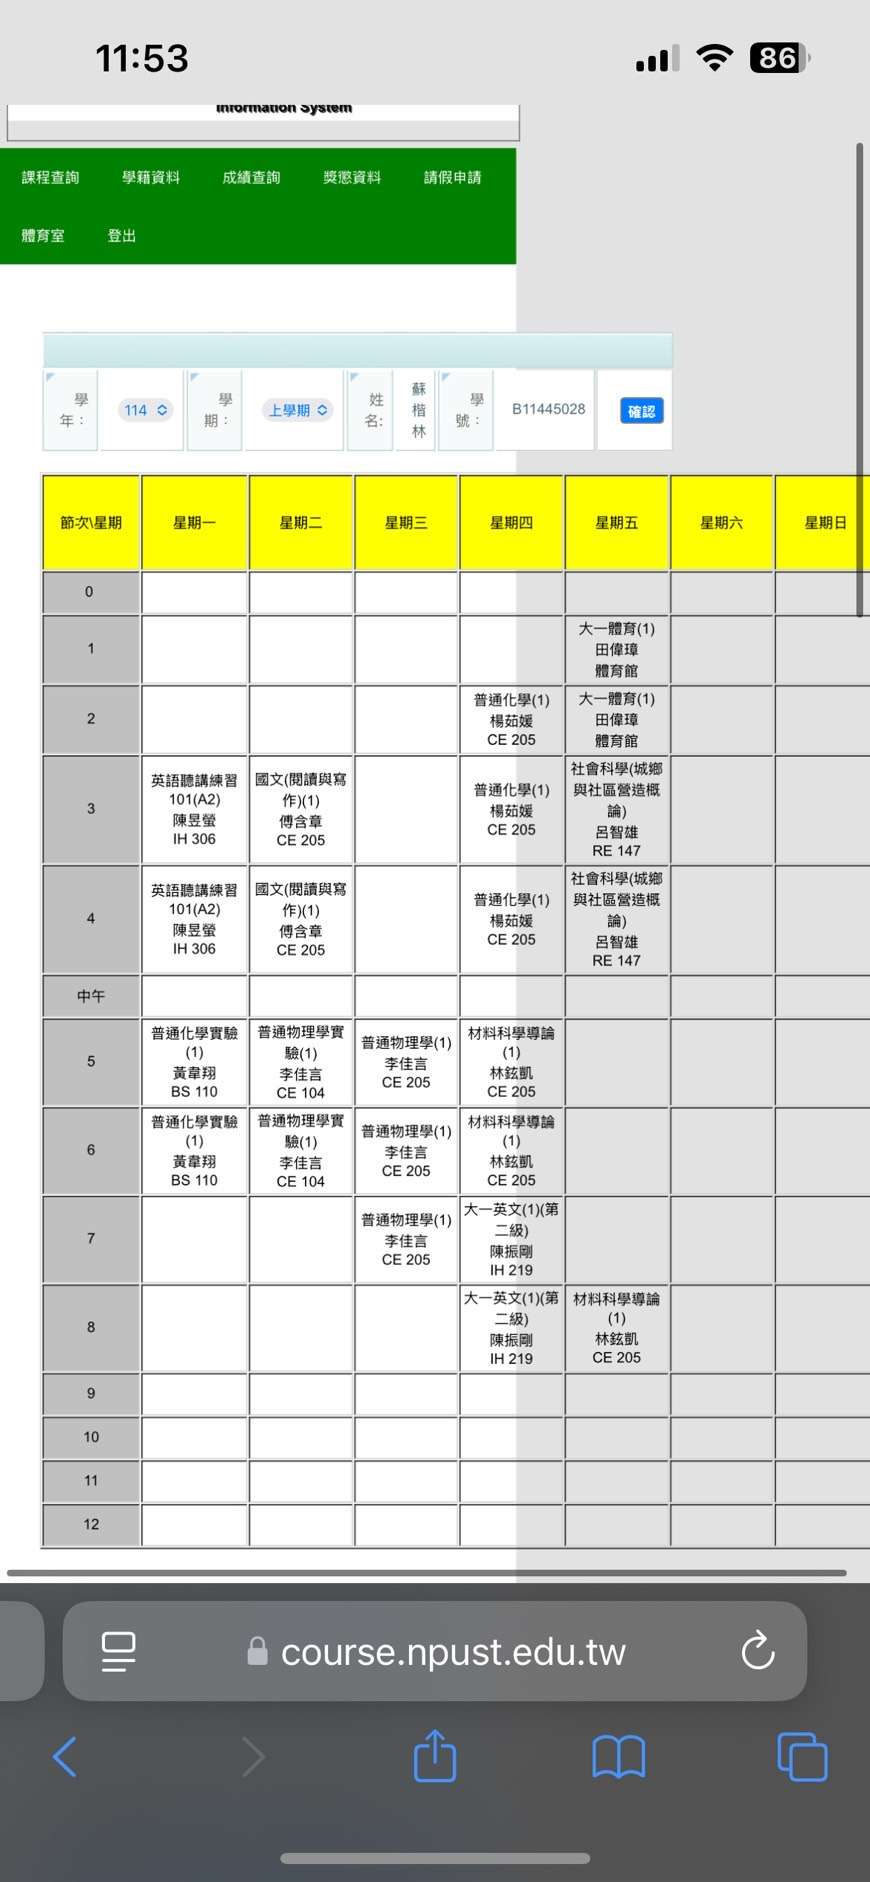 11:53
86
Information System
課程查詢 學籍資料 成績查詢 獎懲資料 請假申請
體育室 登出
學年： 114 學期： 上學期 姓名: 蘇楷林 學號： B11445028 確認
節次\星期 星期一 星期二 星期三 星期四 星期五 星期六 星期日
0
1
大一體育(1)
田偉璋
體育館
2
普通化學(1)
楊茹媛
CE 205
大一體育(1)
田偉璋
體育館
3
英語聽講練習
101(A2)
陳昱螢
IH 306
國文(閱讀與寫
作)(1)
傅含章
CE 205
普通化學(1)
楊茹媛
CE 205
社會科學(城鄉
與社區營造概
論)
呂智雄
RE 147
4
英語聽講練習
101(A2)
陳昱螢
IH 306
國文(閱讀與寫
作)(1)
傅含章
CE 205
普通化學(1)
楊茹媛
CE 205
社會科學(城鄉
與社區營造概
論)
呂智雄
RE 147
中午
5
普通化學實驗
(1)
黃韋翔
BS 110
普通物理學實
驗(1)
李佳言
CE 104
普通物理學(1)
李佳言
CE 205
材料科學導論
(1)
林鉉凱
CE 205
6
普通化學實驗
(1)
黃韋翔
BS 110
普通物理學實
驗(1)
李佳言
CE 104
普通物理學(1)
李佳言
CE 205
材料科學導論
(1)
林鉉凱
CE 205
7
普通物理學(1)
李佳言
CE 205
大一英文(1)(第
二級)
陳振剛
IH 219
8
大一英文(1)(第
二級)
陳振剛
IH 219
材料科學導論
(1)
林鉉凱
CE 205
9
10
11
12
course.npust.edu.tw